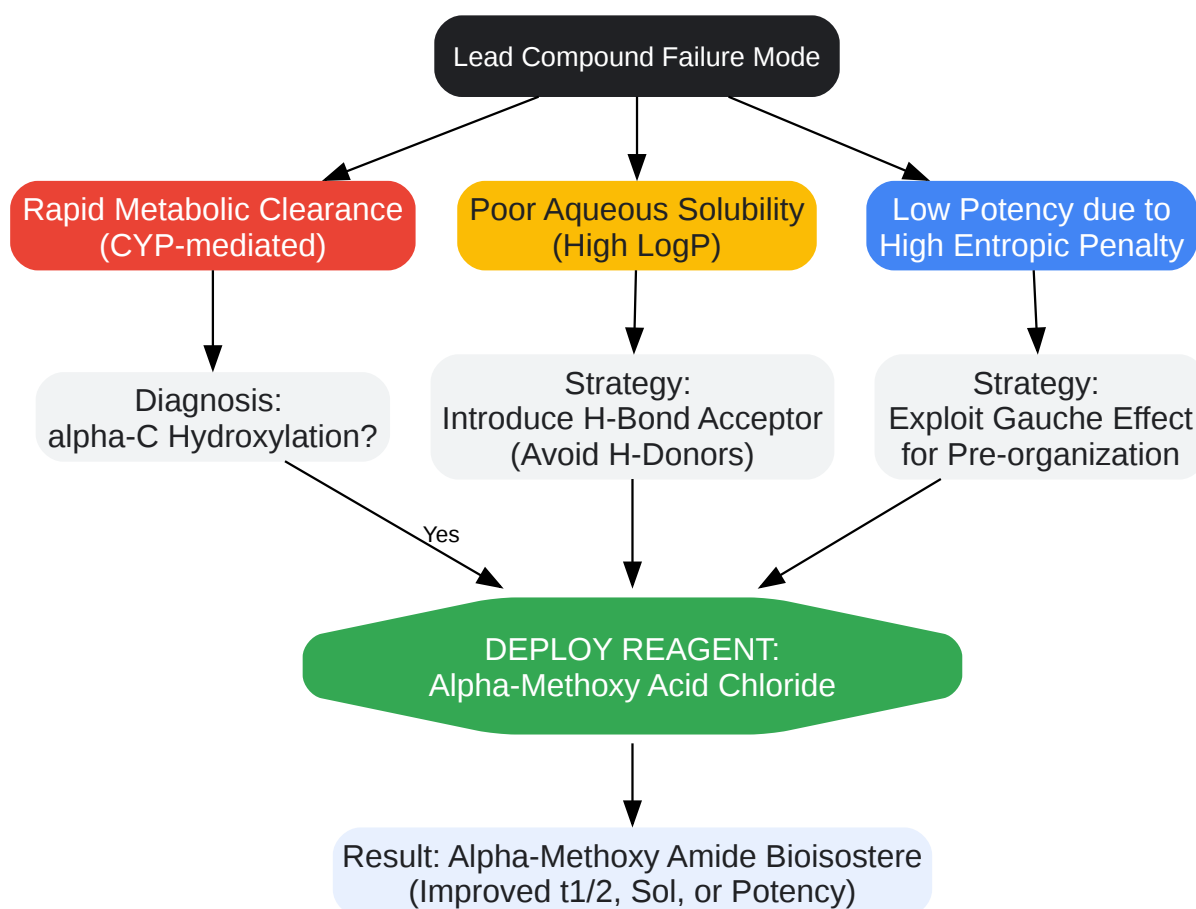 Lead Compound Failure Mode
Rapid Metabolic Clearance
(CYP-mediated)
Poor Aqueous Solubility
(High LogP)
Low Potency due to
High Entropic Penalty
Diagnosis:
alpha-C Hydroxylation?
Strategy:
Introduce H-Bond Acceptor
(Avoid H-Donors)
Strategy:
Exploit Gauche Effect
for Pre-organization
Yes
DEPLOY REAGENT:
Alpha-Methoxy Acid Chloride
Result: Alpha-Methoxy Amide Bioisostere
(Improved t1/2, Sol, or Potency)